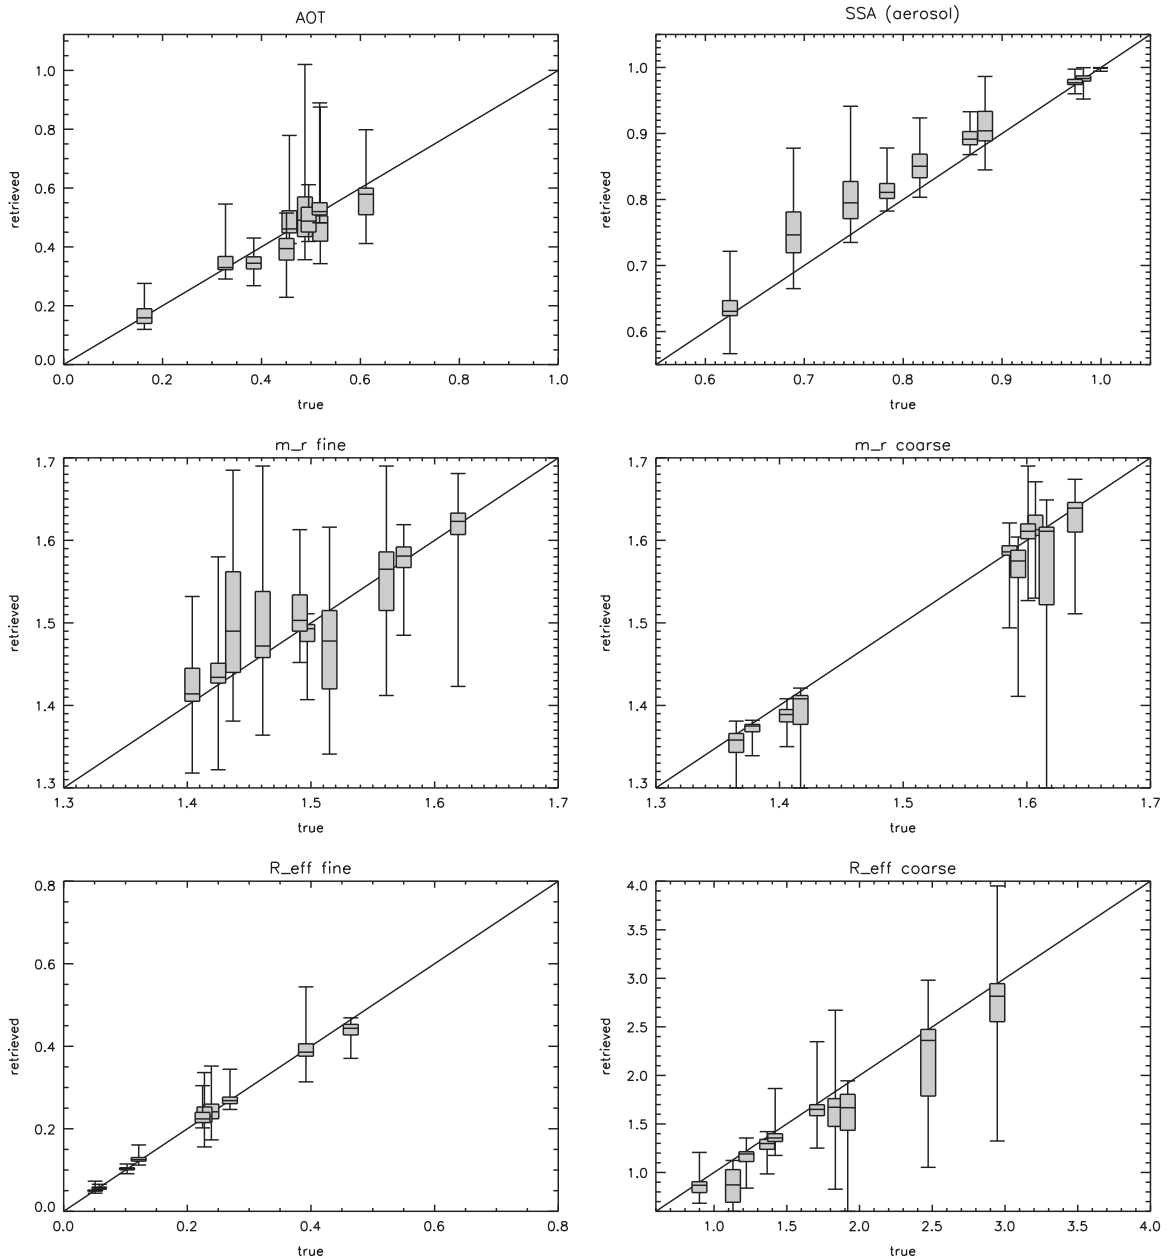 AOT
1.0
0.8
0.6
0.4
0.2
0.0
retrieved
0.0 0.2 0.4 0.6 0.8 1.0
true
SSA (aerosol)
1.0
0.9
0.8
0.7
0.6
retrieved
0.6 0.7 0.8 0.9 1.0
true
m_r fine
1.7
1.6
1.5
1.4
1.3
retrieved
1.3 1.4 1.5 1.6 1.7
true
m_r coarse
1.7
1.6
1.5
1.4
1.3
retrieved
1.3 1.4 1.5 1.6 1.7
true
R_eff fine
0.8
0.6
0.4
0.2
0.0
retrieved
0.0 0.2 0.4 0.6 0.8
true
R_eff coarse
4.0
3.5
3.0
2.5
2.0
1.5
1.0
retrieved
1.0 1.5 2.0 2.5 3.0 3.5 4.0
true